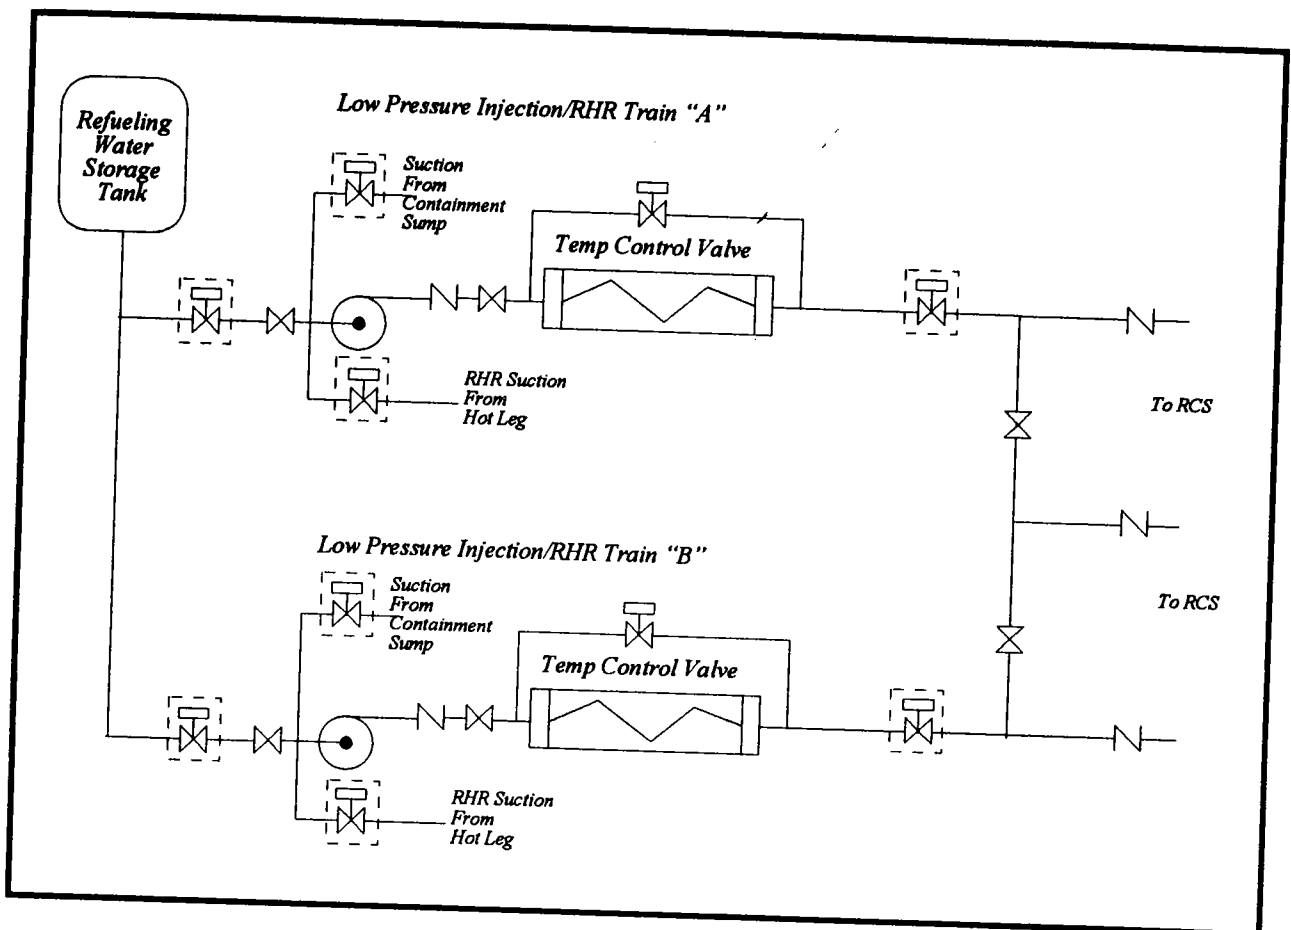 Refueling
Water
Storage
Tank
Low Pressure Injection/RHR Train "A"
Suction
From
Containment
Sump
Temp Control Valve
RHR Suction
From
Hot Leg
To RCS
Low Pressure Injection/RHR Train "B"
Suction
From
Containment
Sump
To RCS
Temp Control Valve
RHR Suction
From
Hot Leg